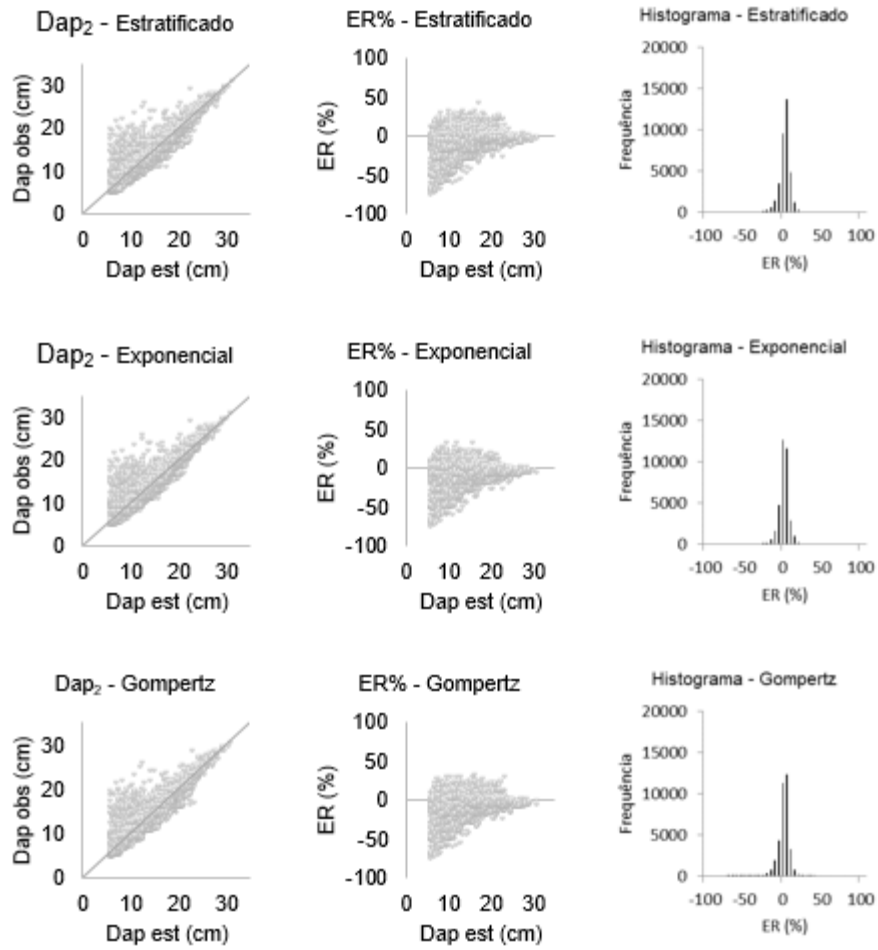 Dap₂ - Estratificado
Dap obs (cm)
30
20
10
0
0 10 20 30
Dap est (cm)
ER% - Estratificado
ER (%)
100
50
0
-50
-100
0 10 20 30
Dap est (cm)
Histograma - Estratificado
Frequência
20000
15000
10000
5000
0
-100 -50 0 50 100
ER (%)
Dap₂ - Exponencial
Dap obs (cm)
30
20
10
0
0 10 20 30
Dap est (cm)
ER% - Exponencial
ER (%)
100
50
0
-50
-100
0 10 20 30
Dap est (cm)
Histograma - Exponencial
Frequência
20000
15000
10000
5000
0
-100 -50 0 50 100
ER (%)
Dap₂ - Gompertz
Dap obs (cm)
30
20
10
0
0 10 20 30
Dap est (cm)
ER% - Gompertz
ER (%)
100
50
0
-50
-100
0 10 20 30
Dap est (cm)
Histograma - Gompertz
Frequência
20000
15000
10000
5000
0
-100 -50 0 50 100
ER (%)